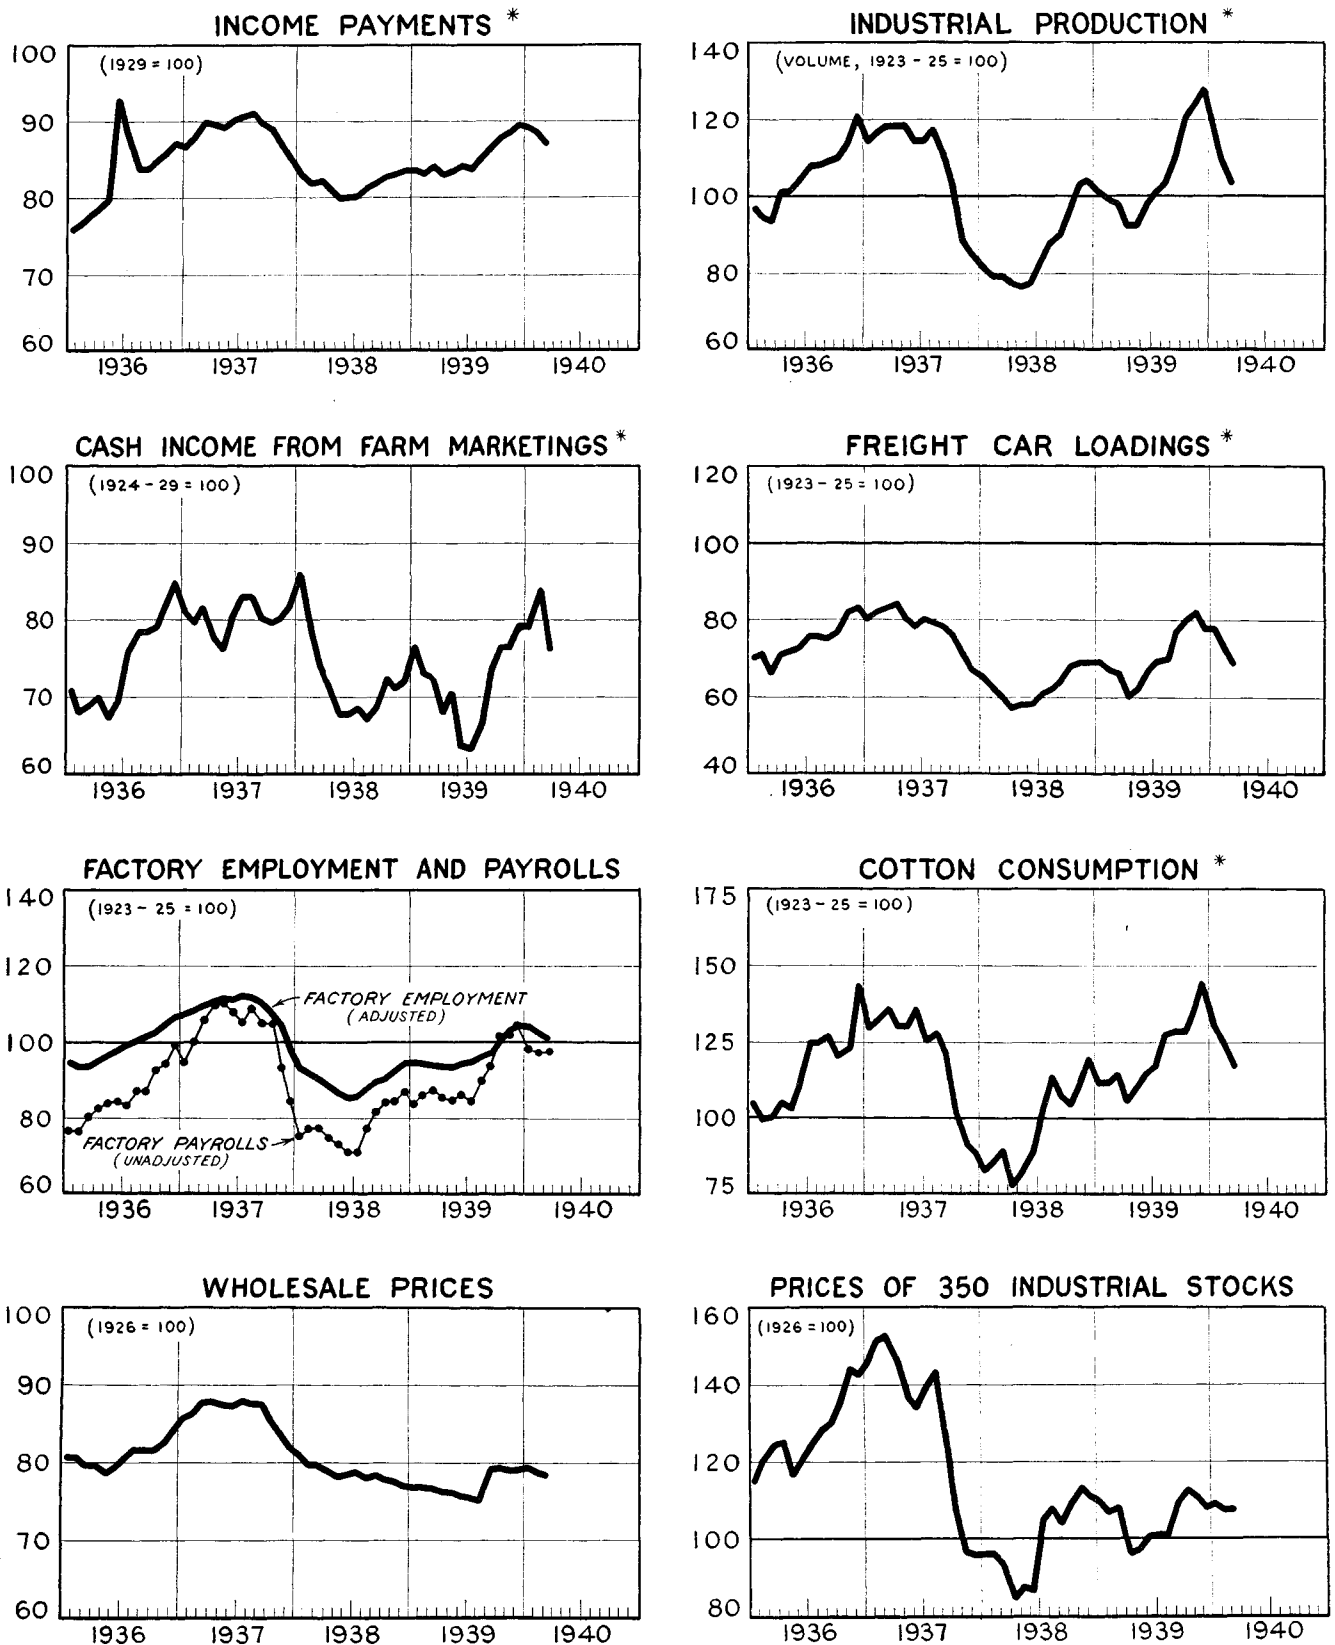 INCOME PAYMENTS *
(1929 = 100)
100
90
80
70
60
1936 1937 1938 1939 1940
INDUSTRIAL PRODUCTION *
(VOLUME, 1923 - 25 = 100)
140
120
100
80
60
1936 1937 1938 1939 1940
CASH INCOME FROM FARM MARKETINGS *
(1924 - 29 = 100)
100
90
80
70
60
1936 1937 1938 1939 1940
FREIGHT CAR LOADINGS *
(1923 - 25 = 100)
120
100
80
60
40
1936 1937 1938 1939 1940
FACTORY EMPLOYMENT AND PAYROLLS
(1923 - 25 = 100)
140
120
100
80
60
FACTORY EMPLOYMENT
(ADJUSTED)
FACTORY PAYROLLS
(UNADJUSTED)
1936 1937 1938 1939 1940
COTTON CONSUMPTION *
(1923 - 25 = 100)
175
150
125
100
75
1936 1937 1938 1939 1940
WHOLESALE PRICES
(1926 = 100)
100
90
80
70
60
1936 1937 1938 1939 1940
PRICES OF 350 INDUSTRIAL STOCKS
(1926 = 100)
160
140
120
100
80
1936 1937 1938 1939 1940